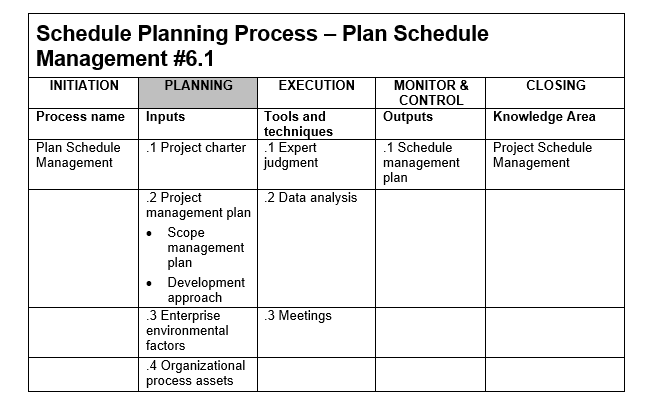 Schedule Planning Process – Plan Schedule
Management #6.1
INITIATION
PLANNING
EXECUTION
MONITOR &
CONTROL
CLOSING
Process name
Inputs
Tools and
techniques
Outputs
Knowledge Area
Plan Schedule
Management
.1 Project charter
.1 Expert
judgment
.1 Schedule
management
plan
Project Schedule
Management
.2 Project
management plan
• Scope
management
plan
• Development
approach
.2 Data analysis
.3 Enterprise
environmental
factors
.3 Meetings
.4 Organizational
process assets